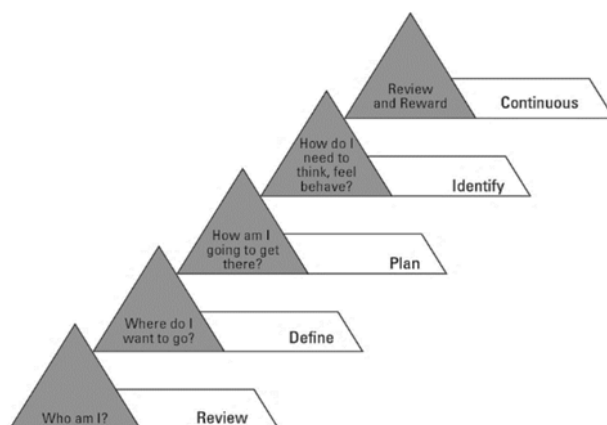 Review
and Reward
Continuous
How do I
need to
think, feel
behave?
Identify
How am I
going to get
there?
Plan
Where do I
want to go?
Define
Who am I?
Review